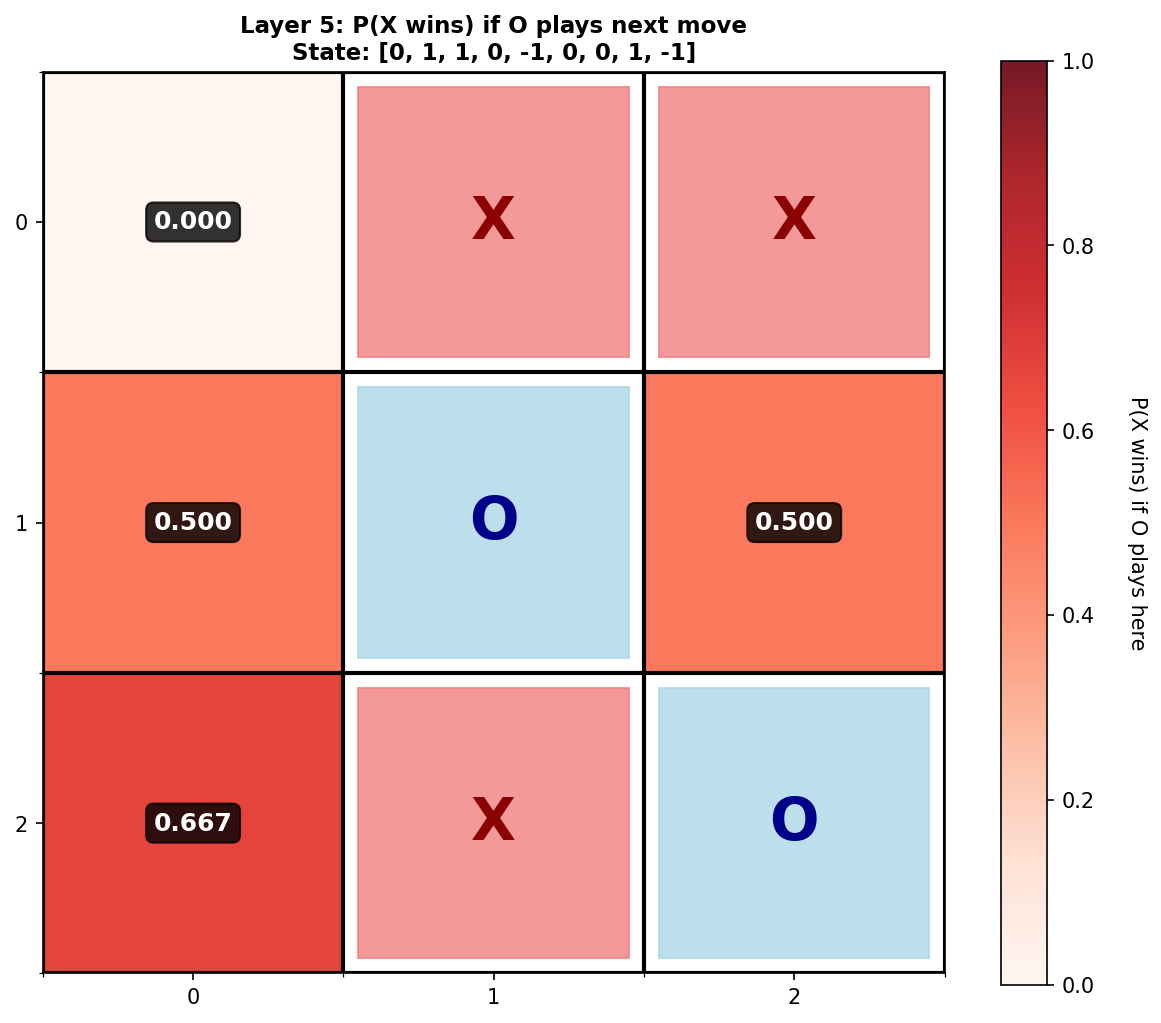 Layer 5: P(X wins) if O plays next move
State: [0, 1, 1, 0, -1, 0, 0, 1, -1]
0
0.000
X
X
1
0.500
O
0.500
2
0.667
X
O
0
1
2
1.0
0.8
0.6
0.4
0.2
0.0
P(X wins) if O plays here